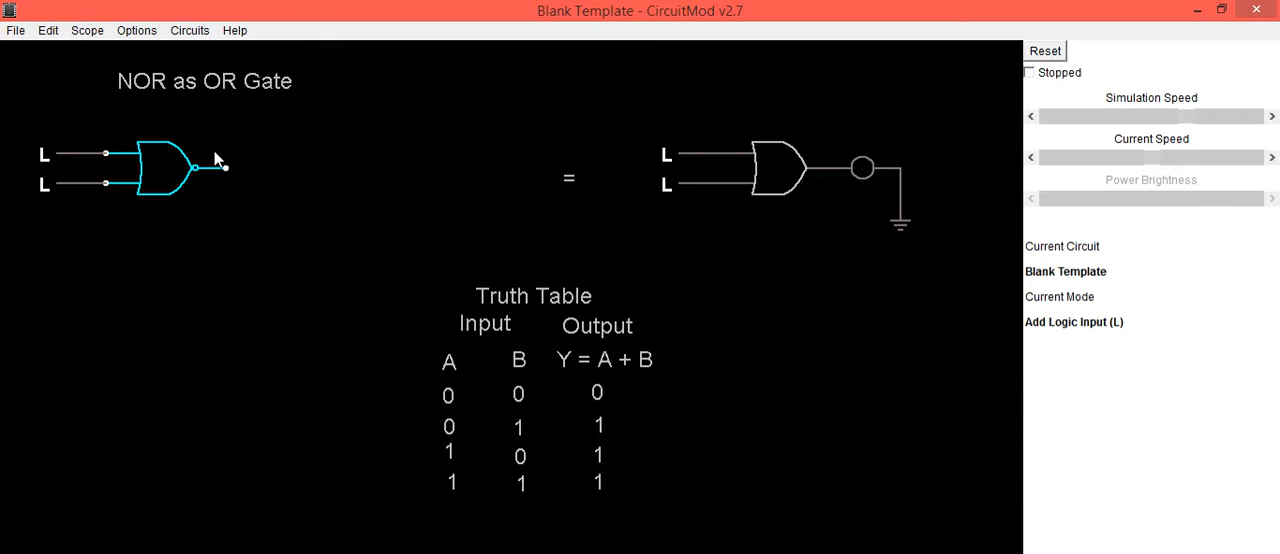 Blank Template - CircuitMod v2.7
File Edit Scope Options Circuits Help
Reset
Stopped
Simulation Speed
Current Speed
Power Brightness
Current Circuit
Blank Template
Current Mode
Add Logic Input (L)
NOR as OR Gate
L
L
=
L
L
Truth Table
Input Output
A B Y = A + B
0 0 0
0 1 1
1 0 1
1 1 1